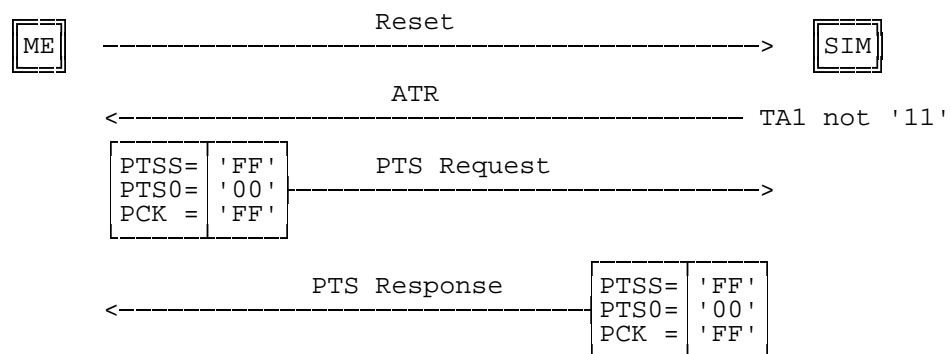 Reset
ME SIM
ATR
TA1 not '11'
PTSS= 'FF' PTS Request
PTS0= '00'
PCK = 'FF'
PTS Response PTSS= 'FF'
PTS0= '00'
PCK = 'FF'